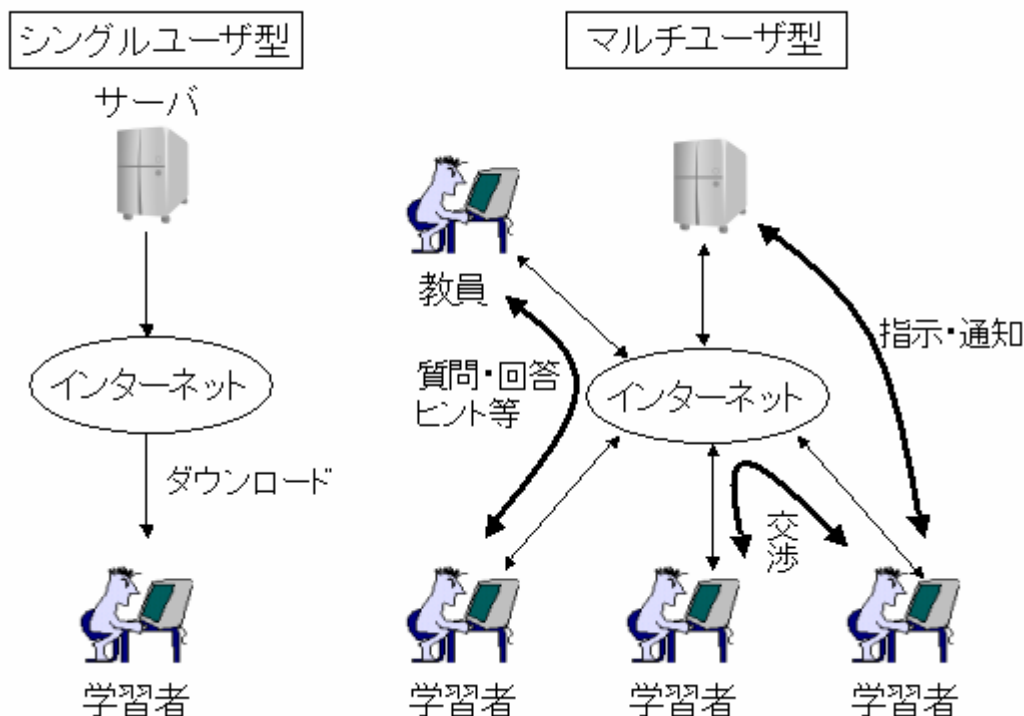 シングルユーザ型
サーバ
インターネット
ダウンロード
学習者
マルチユーザ型
教員
質問・回答
ヒント等
インターネット
指示・通知
交渉
学習者
学習者
学習者